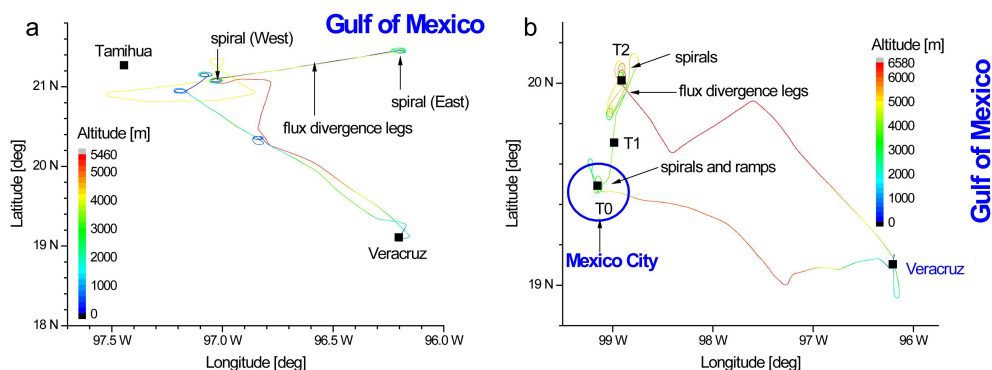 a
Gulf of Mexico
Tamihua
spiral (West)
spiral (East)
flux divergence legs
Altitude [m]
5460
5000
4000
3000
2000
1000
0
Veracruz
Latitude [deg]
21 N
20 N
19 N
18 N
97.5 W
97.0 W
96.5 W
96.0 W
Longitude [deg]
b
T2
spirals
flux divergence legs
T1
spirals and ramps
T0
Mexico City
Altitude [m]
6580
6000
5000
4000
3000
2000
1000
0
Veracruz
Gulf of Mexico
Latitude [deg]
20 N
19 N
99 W
98 W
97 W
96 W
Longitude [deg]